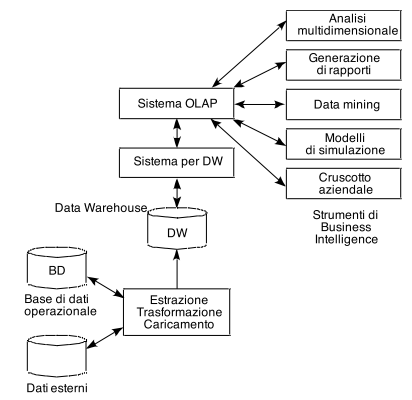 Analisi
multidimensionale
Generazione
di rapporti
Sistema OLAP
Data mining
Modelli
di simulazione
Sistema per DW
Cruscotto
aziendale
Data Warehouse
DW
Strumenti di
Business
Intelligence
BD
Base di dati
operazionale
Estrazione
Trasformazione
Caricamento
Dati esterni